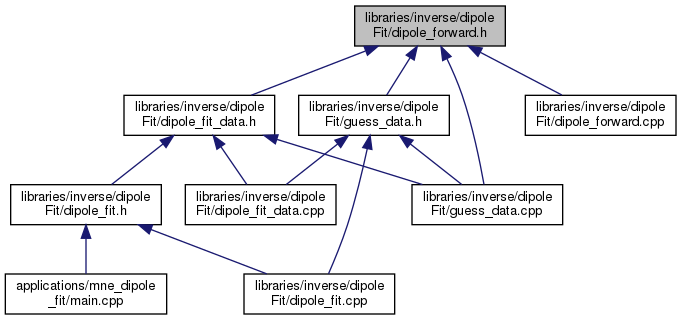 libraries/inverse/dipole
Fit/dipole_forward.h
libraries/inverse/dipole
Fit/dipole_fit_data.h
libraries/inverse/dipole
Fit/guess_data.h
libraries/inverse/dipole
Fit/dipole_forward.cpp
libraries/inverse/dipole
Fit/dipole_fit.h
libraries/inverse/dipole
Fit/dipole_fit_data.cpp
libraries/inverse/dipole
Fit/guess_data.cpp
applications/mne_dipole
_fit/main.cpp
libraries/inverse/dipole
Fit/dipole_fit.cpp